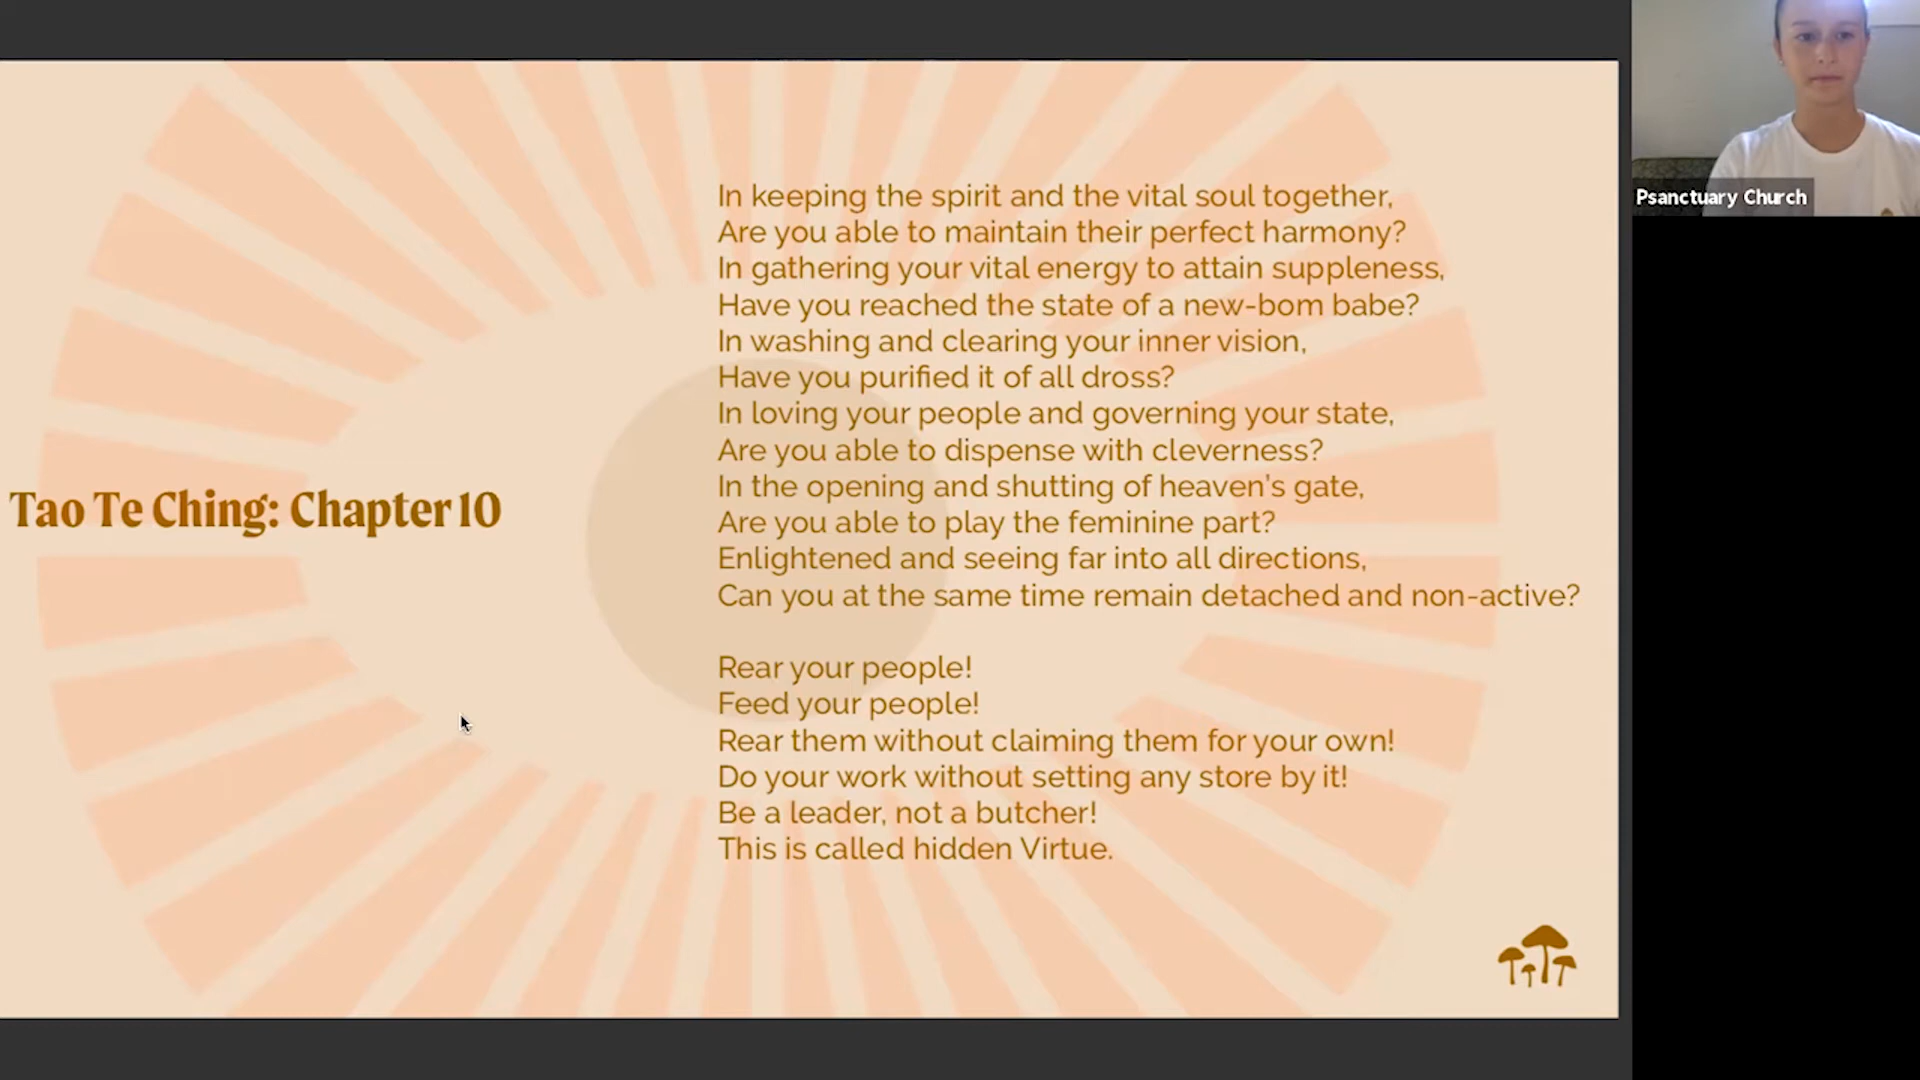 Tao Te Ching: Chapter 10
In keeping the spirit and the vital soul together,
Are you able to maintain their perfect harmony?
In gathering your vital energy to attain suppleness,
Have you reached the state of a new-bom babe?
In washing and clearing your inner vision,
Have you purified it of all dross?
In loving your people and governing your state,
Are you able to dispense with cleverness?
In the opening and shutting of heaven's gate,
Are you able to play the feminine part?
Enlightened and seeing far into all directions,
Can you at the same time remain detached and non-active?
Rear your people!
Feed your people!
Rear them without claiming them for your own!
Do your work without setting any store by it!
Be a leader, not a butcher!
This is called hidden Virtue.
Psanctuary Church